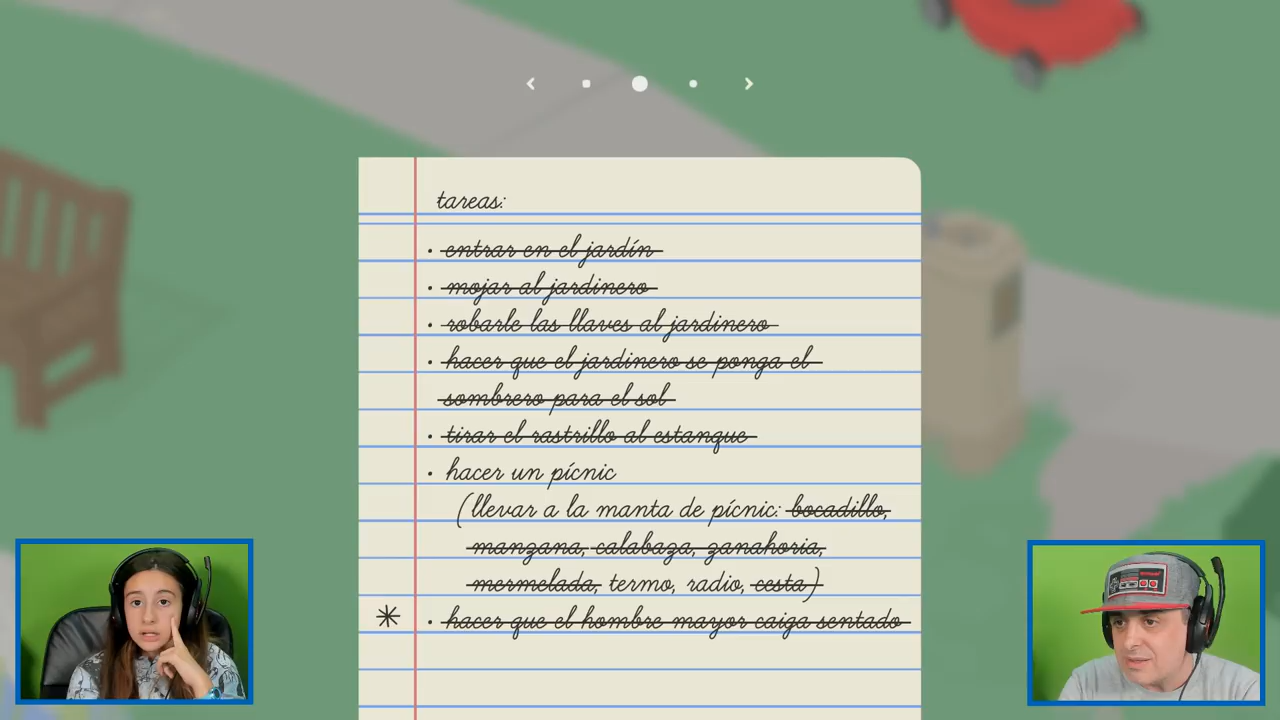 tareas:
• entrar en el jardín
• mojar al jardinero
• robarle las llaves al jardinero
• hacer que el jardinero se ponga el
sombrero para el sol
• tirar el rastrillo al estanque
• hacer un pícnic
(llevar a la manta de pícnic: bocadillo,
manzana, calabaza, zanahoria,
mermelada, termo, radio, cesta)
• hacer que el hombre mayor caiga sentado